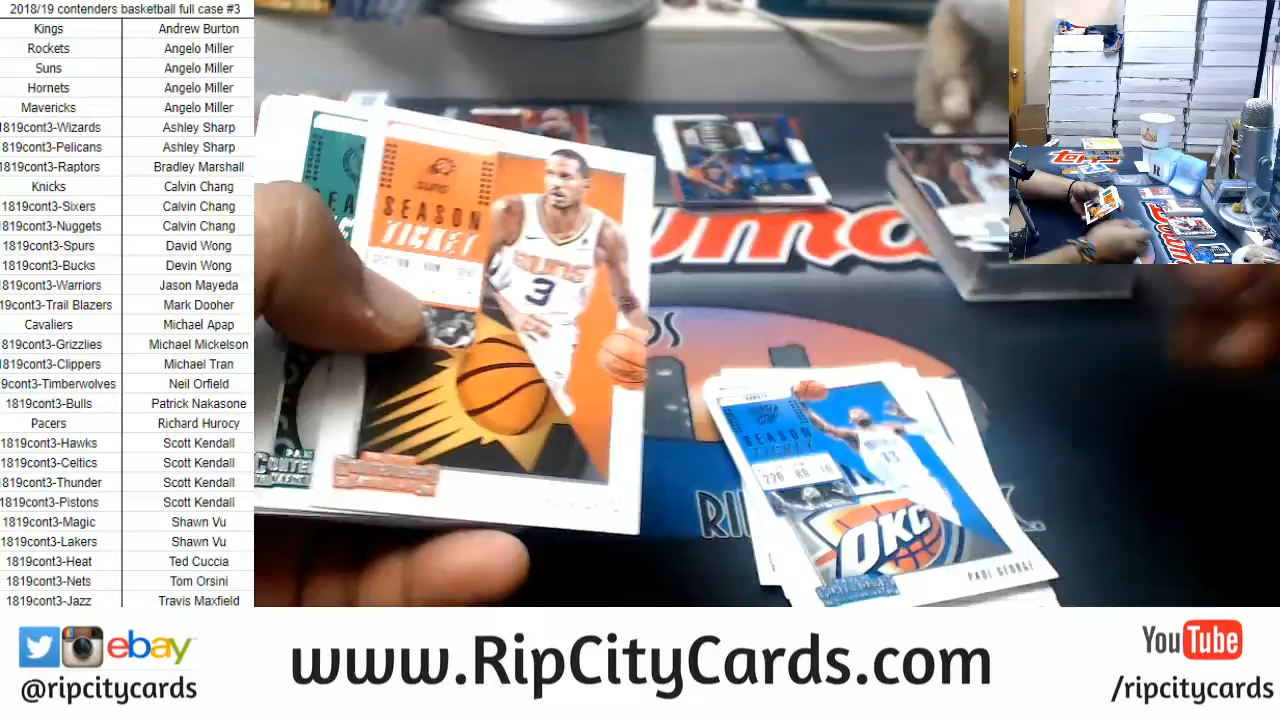 2018/19 contenders basketball full case #3
Kings Andrew Burton
Rockets Angelo Miller
Suns Angelo Miller
Hornets Angelo Miller
Mavericks Angelo Miller
1819cont3-Wizards Ashley Sharp
1819cont3-Pelicans Ashley Sharp
1819cont3-Raptors Bradley Marshall
Knicks Calvin Chang
1819cont3-Sixers Calvin Chang
1819cont3-Nuggets Calvin Chang
1819cont3-Spurs David Wong
1819cont3-Bucks Devin Wong
1819cont3-Warriors Jason Mayeda
19cont3-Trail Blazers Mark Dooher
Cavaliers Michael Apap
819cont3-Grizzlies Michael Mickelson
1819cont3-Clippers Michael Tran
9cont3-Timberwolves Neil Orfield
1819cont3-Bulls Patrick Nakasone
Pacers Richard Hurocy
1819cont3-Hawks Scott Kendall
1819cont3-Celtics Scott Kendall
1819cont3-Thunder Scott Kendall
1819cont3-Pistons Scott Kendall
1819cont3-Magic Shawn Vu
1819cont3-Lakers Shawn Vu
1819cont3-Heat Ted Cuccia
1819cont3-Nets Tom Orsini
1819cont3-Jazz Travis Maxfield
SUNS
SEASON
TICKET
SUNS
3
SEASON
TICKET
220 89 10
13
OKC
PAUL GEORGE
topps
ebay
@ripcitycards
www.RipCityCards.com
YouTube
/ripcitycards